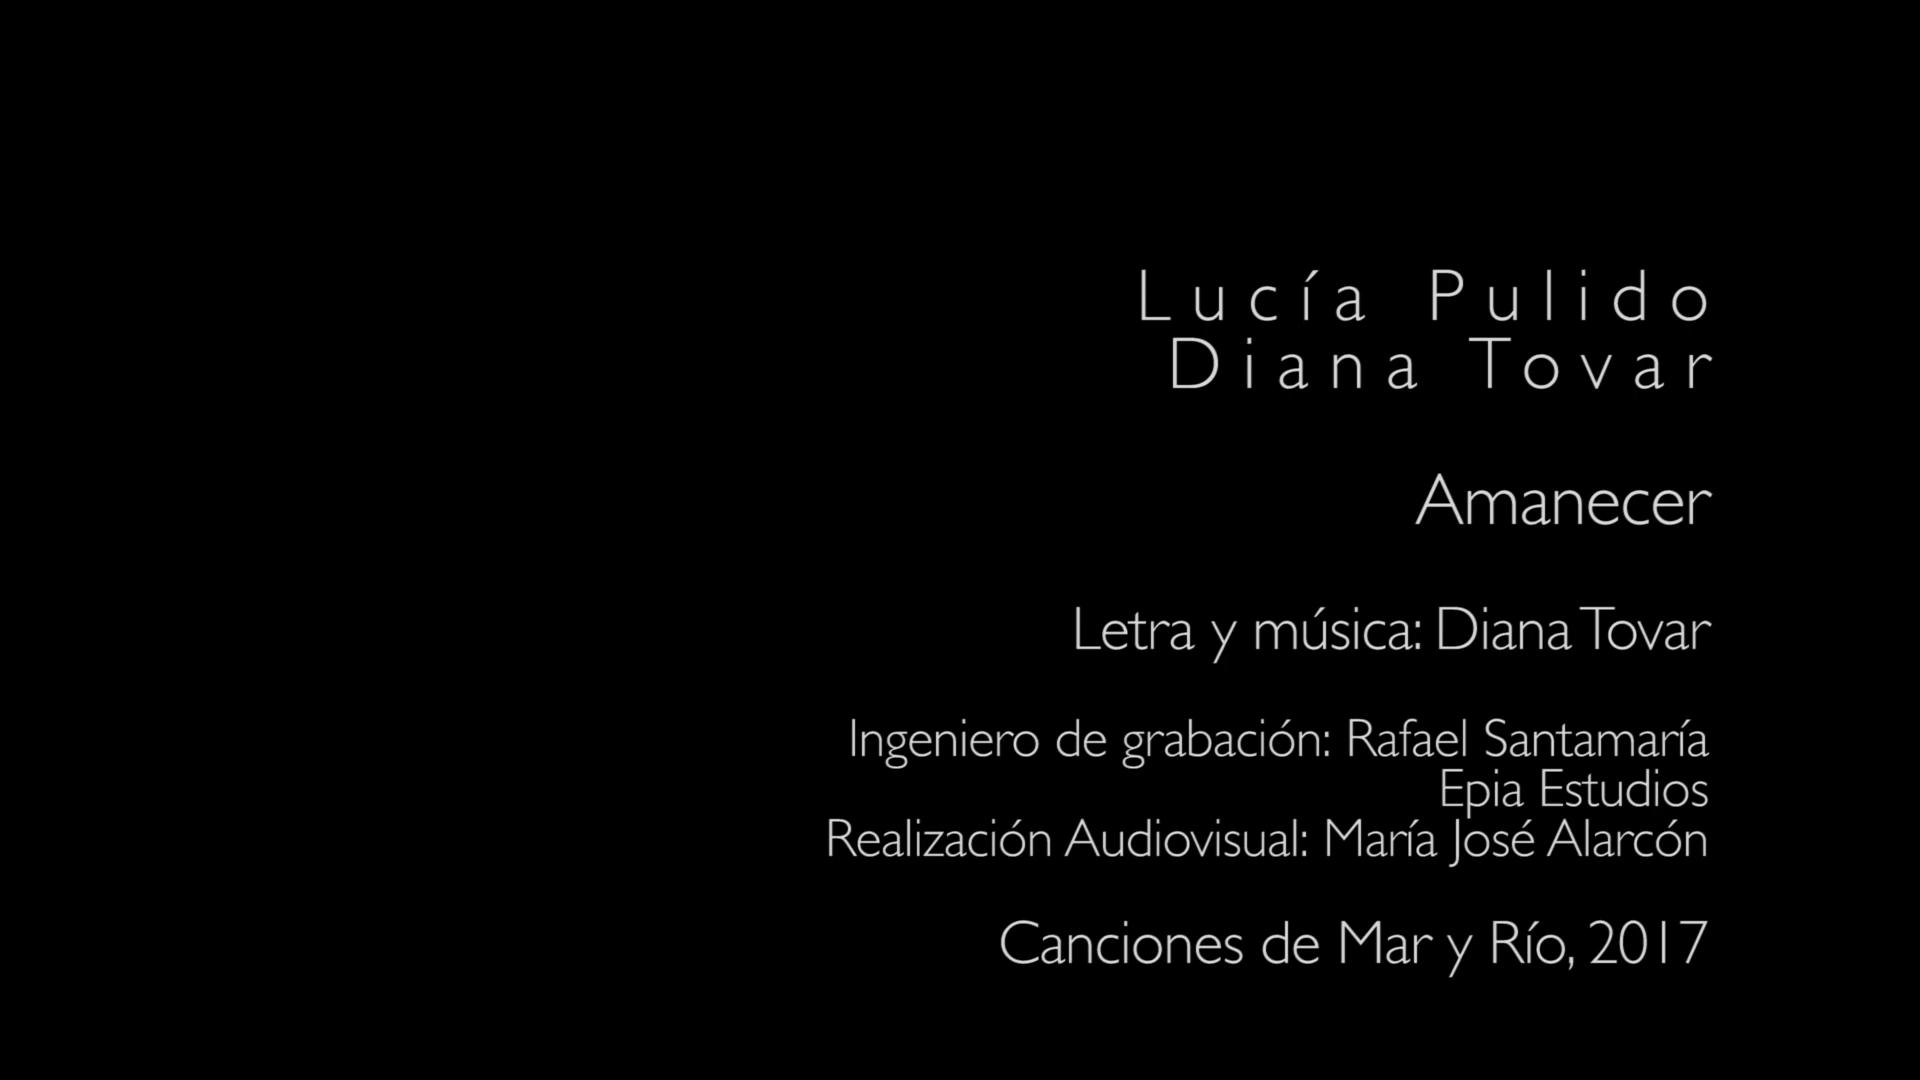 Lucía Pulido
Diana Tovar
Amanecer
Letra y música: Diana Tovar
Ingeniero de grabación: Rafael Santamaría
Epia Estudios
Realización Audiovisual: María José Alarcón
Canciones de Mar y Río, 2017